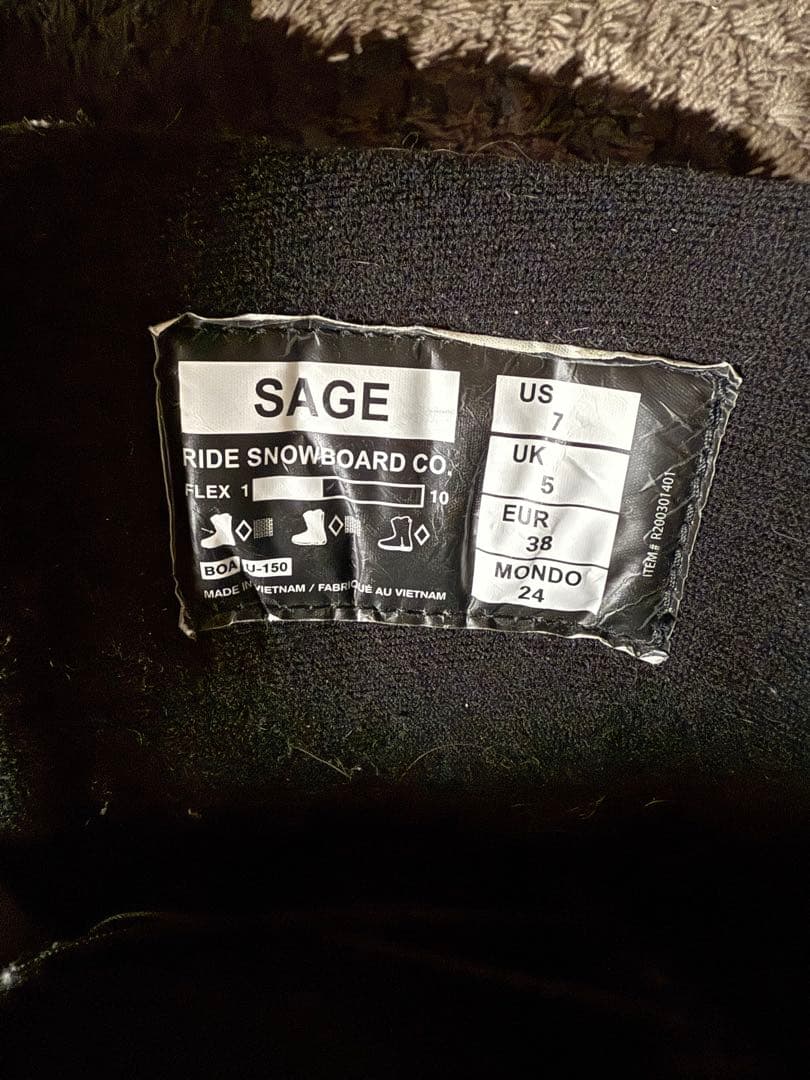 SAGE
RIDE SNOWBOARD CO.
FLEX 1 10
BOA U-150
MADE IN VIETNAM / FABRIQUÉ AU VIETNAM
US
7
UK
5
EUR
38
MONDO
24
ITEM# R200301401